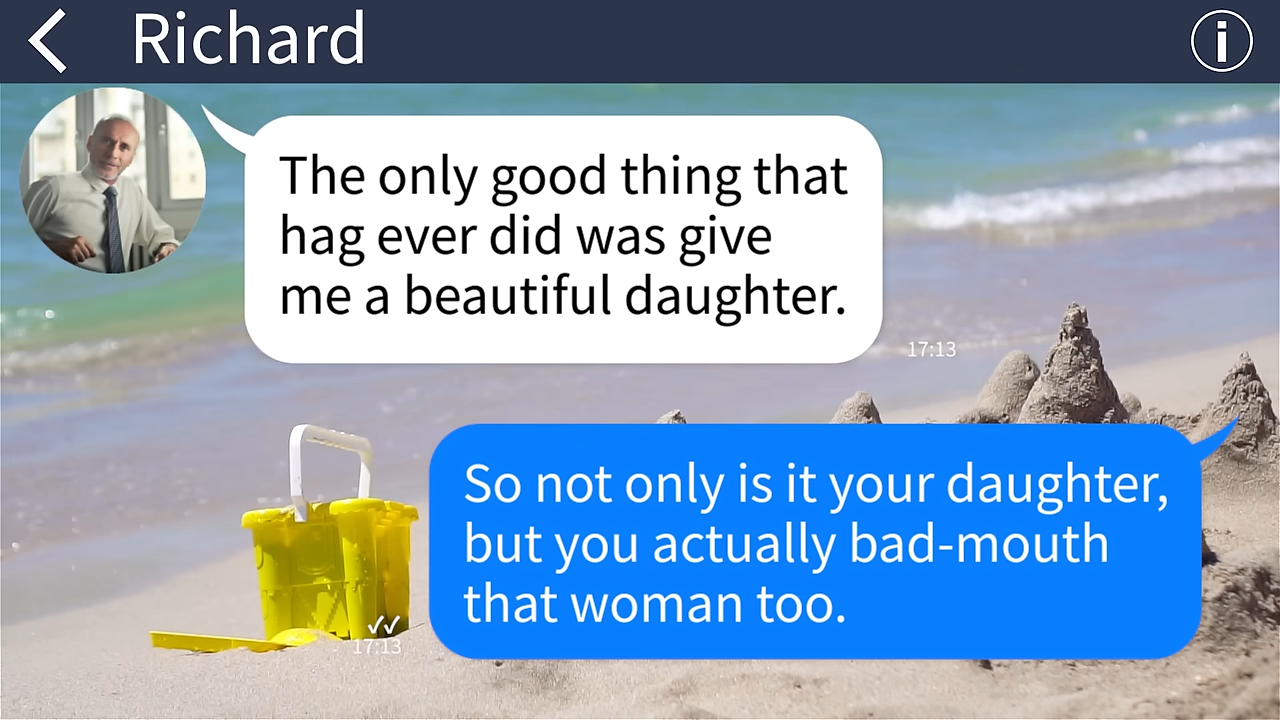 Richard
i
The only good thing that
hag ever did was give
me a beautiful daughter.
17:13
So not only is it your daughter,
but you actually bad-mouth
that woman too.
17:13